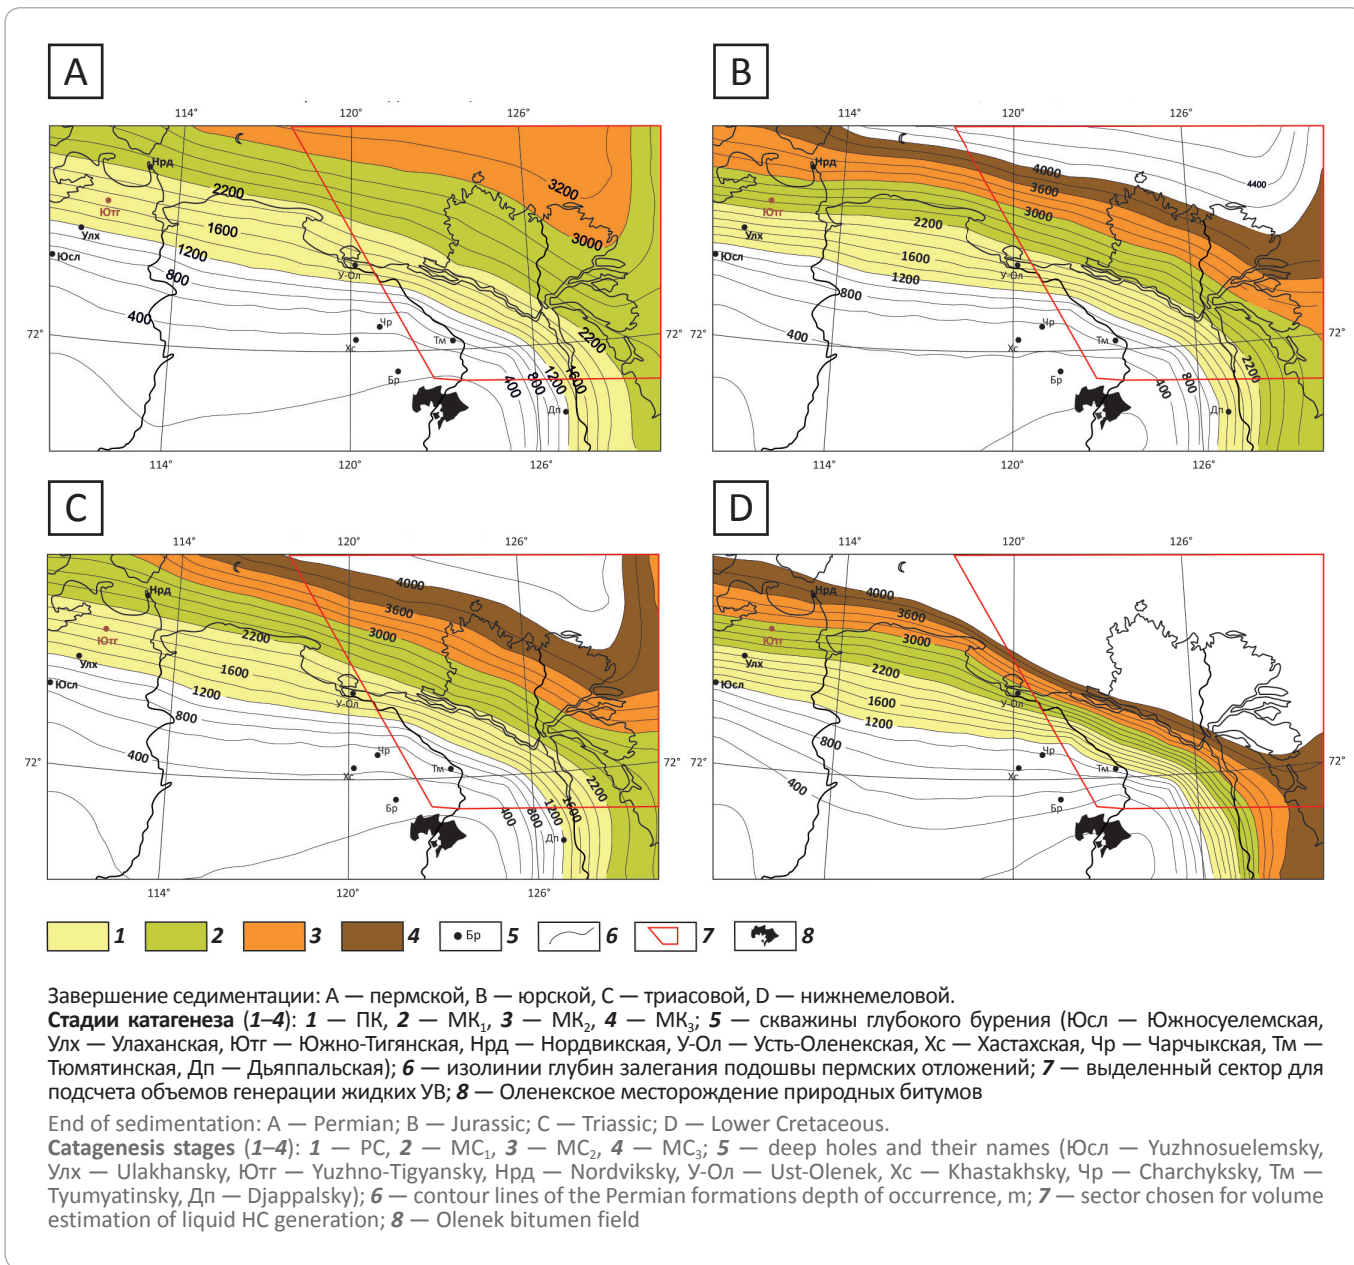 A
B
114°
120°
126°
114°
120°
126°
Нрд
Ютг
Улх
Юсл
2200
1600
1200
800
400
3200
3000
У-Ол
Чр
Хс
Тм
Бр
2200
1600
1200
800
400
Дп
72°
72°
114°
120°
126°
Нрд
Ютг
Улх
Юсл
4000
4400
3600
3000
2200
1600
1200
800
400
У-Ол
Чр
Хс
Тм
Бр
2200
800
400
Дп
72°
114°
120°
126°
C
D
114°
120°
126°
114°
120°
126°
Нрд
Ютг
Улх
Юсл
4000
3600
3000
2200
1600
1200
800
400
У-Ол
Чр
Хс
Тм
Бр
2200
1600
1200
800
400
Дп
72°
72°
114°
120°
126°
Нрд
Ютг
Улх
Юсл
4000
3600
3000
2200
1600
1200
800
400
У-Ол
Чр
Хс
Тм
Бр
114°
120°
126°
1 2 3 4 Бр 5 6 7 8
Завершение седиментации: A — пермской, B — юрской, C — триасовой, D — нижнемеловой.
Стадии катагенеза (1–4): 1 — ПК, 2 — МК₁, 3 — МК₂, 4 — МК₃; 5 — скважины глубокого бурения (Юсл — Южносуелемская,
Улх — Улаханская, Ютг — Южно-Тигянская, Нрд — Нордвикская, У-Ол — Усть-Оленекская, Хс — Хастахская, Чр — Чарчыкская, Тм —
Тюмятинская, Дп — Дьяппальская); 6 — изолинии глубин залегания подошвы пермских отложений; 7 — выделенный сектор для
подсчета объемов генерации жидких УВ; 8 — Оленекское месторождение природных битумов
End of sedimentation: A — Permian; B — Jurassic; C — Triassic; D — Lower Cretaceous.
Catagenesis stages (1–4): 1 — PC, 2 — MC₁, 3 — MC₂, 4 — MC₃; 5 — deep holes and their names (Юсл — Yuzhnosuelemsky,
Улх — Ulakhansky, Ютг — Yuzhno-Tigyansky, Нрд — Nordviksky, У-Ол — Ust-Olenek, Хс — Khastakhsky, Чр — Charchyksky, Тм —
Tyumyatinsky, Дп — Djappalsky); 6 — contour lines of the Permian formations depth of occurrence, m; 7 — sector chosen for volume
estimation of liquid HC generation; 8 — Olenek bitumen field